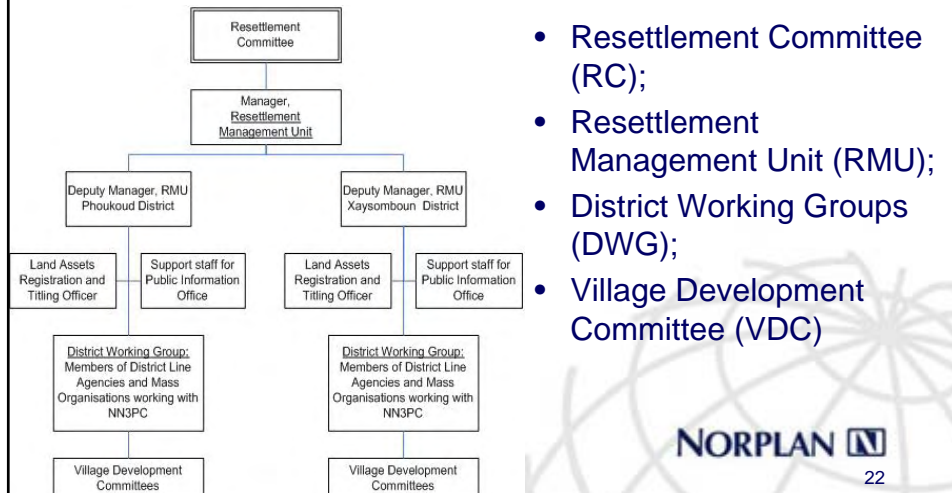 Resettlement
Committee
Manager,
Resettlement
Management Unit
Deputy Manager, RMU
Phoukoud District
Deputy Manager, RMU
Xaysomboun District
Land Assets
Registration and
Titling Officer
Support staff for
Public Information
Office
Land Assets
Registration and
Titling Officer
Support staff for
Public Information
Office
District Working Group:
Members of District Line
Agencies and Mass
Organisations working with
NN3PC
District Working Group:
Members of District Line
Agencies and Mass
Organisations working with
NN3PC
Village Development
Committees
Village Development
Committees
• Resettlement Committee
(RC);
• Resettlement
Management Unit (RMU);
• District Working Groups
(DWG);
• Village Development
Committee (VDC)
NORPLAN N
22